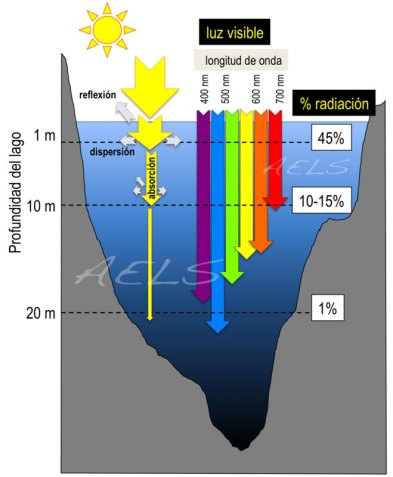 luz visible
longitud de onda
400 nm
500 nm
600 nm
700 nm
% radiación
reflexión
1 m
45%
dispersión
absorción
AELS
10 m
10-15%
AELS
20 m
1%
Profundidad del lago